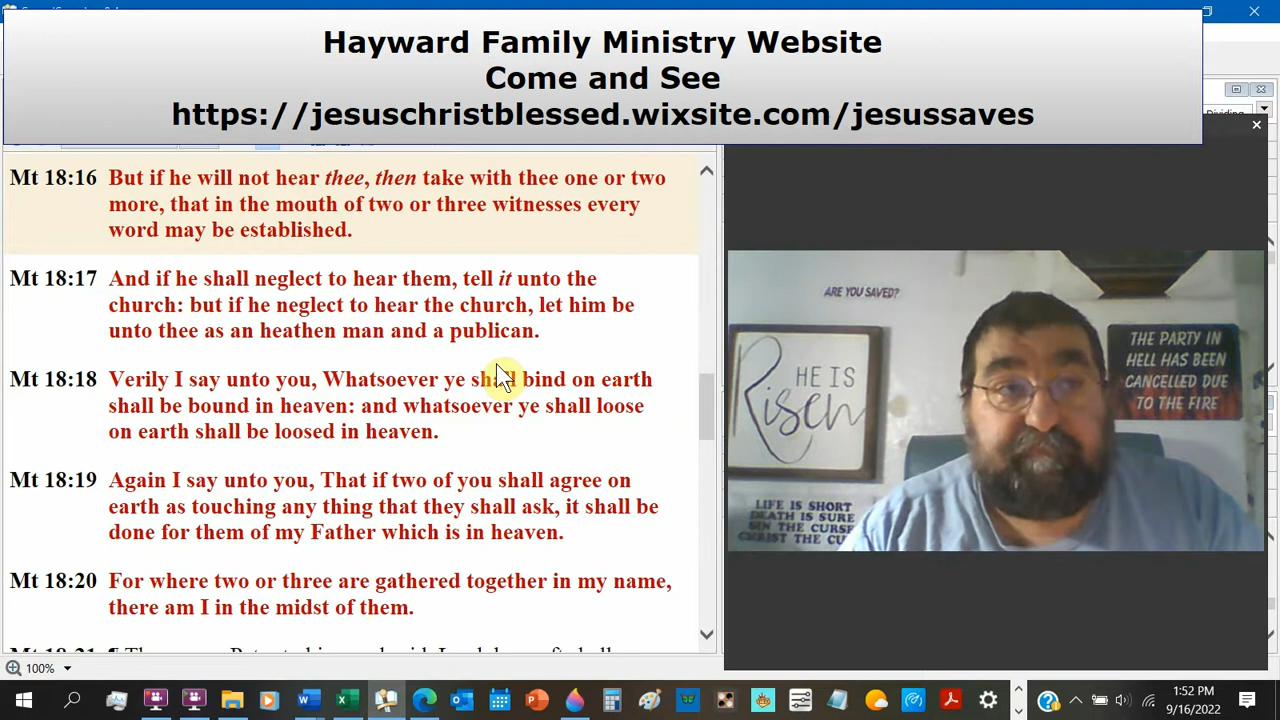 Hayward Family Ministry Website
Come and See
https://jesuschristblessed.wixsite.com/jesussaves
Dividing
Mt 18:16 But if he will not hear thee, then take with thee one or two
more, that in the mouth of two or three witnesses every
word may be established.
Mt 18:17 And if he shall neglect to hear them, tell it unto the
church: but if he neglect to hear the church, let him be
unto thee as an heathen man and a publican.
Mt 18:18 Verily I say unto you, Whatsoever ye shall bind on earth
shall be bound in heaven: and whatsoever ye shall loose
on earth shall be loosed in heaven.
Mt 18:19 Again I say unto you, That if two of you shall agree on
earth as touching any thing that they shall ask, it shall be
done for them of my Father which is in heaven.
Mt 18:20 For where two or three are gathered together in my name,
there am I in the midst of them.
ARE YOU SAVED?
HE IS
Risen
THE PARTY IN
HELL HAS BEEN
CANCELLED DUE
TO THE FIRE
LIFE IS SHORT
DEATH IS SURE
SIN THE CURSE
CHRIST THE
100%
1:52 PM
9/16/2022